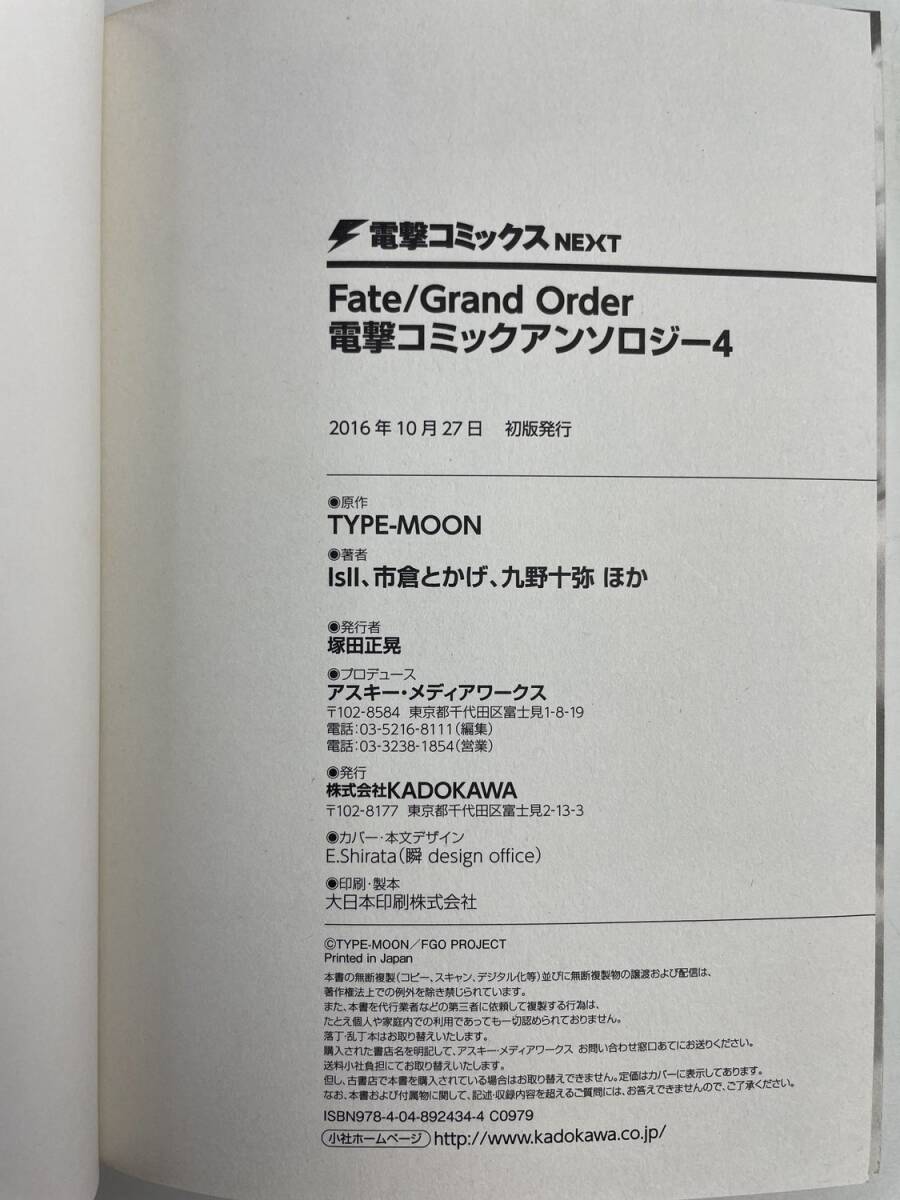 電撃コミックス NEXT
Fate/Grand Order
電撃コミックアンソロジー4
2016年10月27日 初版発行
◉原作
TYPE-MOON
◉著者
IsII、市倉とかげ、九野十弥 ほか
◉発行者
塚田正晃
◉プロデュース
アスキー・メディアワークス
〒102-8584 東京都千代田区富士見1-8-19
電話：03-5216-8111（編集）
電話：03-3238-1854（営業）
◉発行
株式会社KADOKAWA
〒102-8177 東京都千代田区富士見2-13-3
◉カバー・本文デザイン
E.Shirata（瞬 design office）
◉印刷・製本
大日本印刷株式会社
©TYPE-MOON／FGO PROJECT
Printed in Japan
本書の無断複製（コピー、スキャン、デジタル化等）並びに無断複製物の譲渡および配信は、
著作権法上での例外を除き禁じられています。
また、本書を代行業者などの第三者に依頼して複製する行為は、
たとえ個人や家庭内での利用であっても一切認められておりません。
落丁・乱丁本はお取り替えいたします。
購入された書店名を明記して、アスキー・メディアワークス お問い合わせ窓口あてにお送りください。
送料小社負担にてお取り替えいたします。
但し、古書店で本書を購入されている場合はお取り替えできません。定価はカバーに表示してあります。
なお、本書および付属物に関して、記述・収録内容を超えるご質問には、お答えできませんので、ご了承ください。
ISBN978-4-04-892434-4 C0979
小社ホームページ http://www.kadokawa.co.jp/